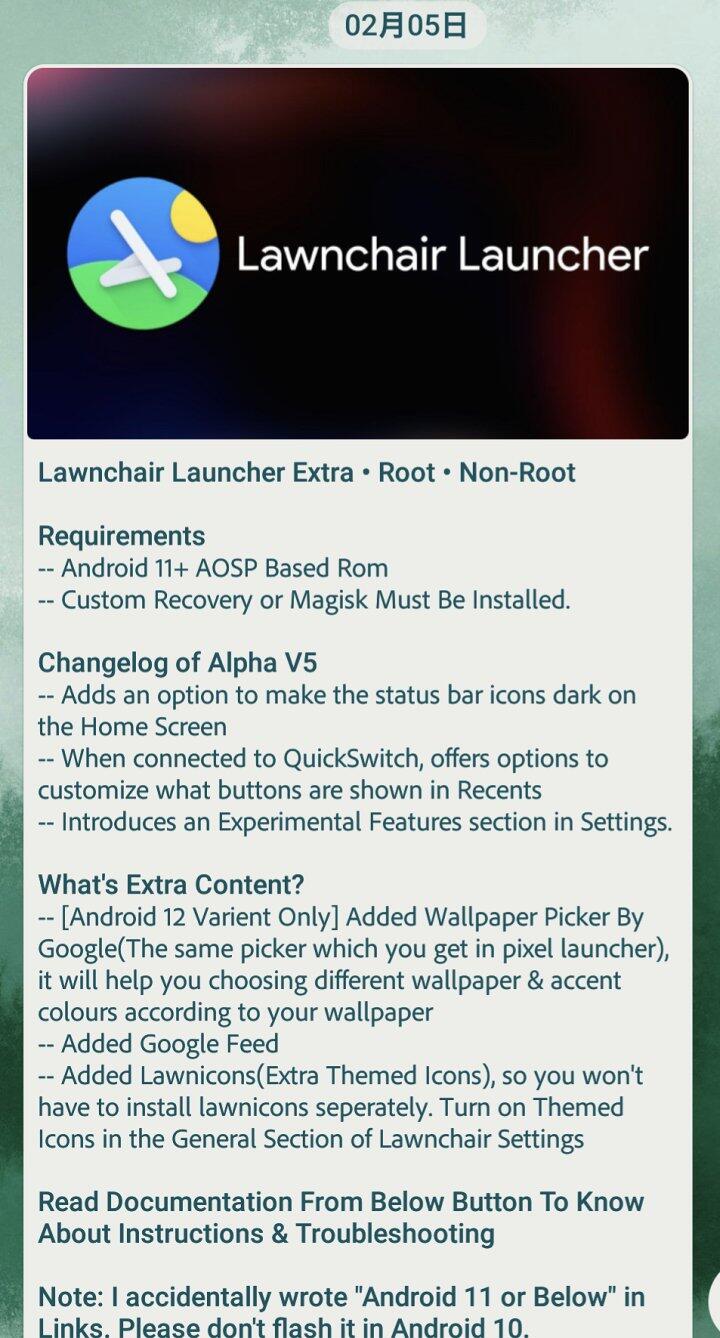 02月05日
Lawnchair Launcher
Lawnchair Launcher Extra • Root • Non-Root
Requirements
-- Android 11+ AOSP Based Rom
-- Custom Recovery or Magisk Must Be Installed.
Changelog of Alpha V5
-- Adds an option to make the status bar icons dark on
the Home Screen
-- When connected to QuickSwitch, offers options to
customize what buttons are shown in Recents
-- Introduces an Experimental Features section in Settings.
What's Extra Content?
-- [Android 12 Varient Only] Added Wallpaper Picker By
Google(The same picker which you get in pixel launcher),
it will help you choosing different wallpaper & accent
colours according to your wallpaper
-- Added Google Feed
-- Added Lawnicons(Extra Themed Icons), so you won't
have to install lawnicons seperately. Turn on Themed
Icons in the General Section of Lawnchair Settings
Read Documentation From Below Button To Know
About Instructions & Troubleshooting
Note: I accidentally wrote "Android 11 or Below" in
Links. Please don't flash it in Android 10.